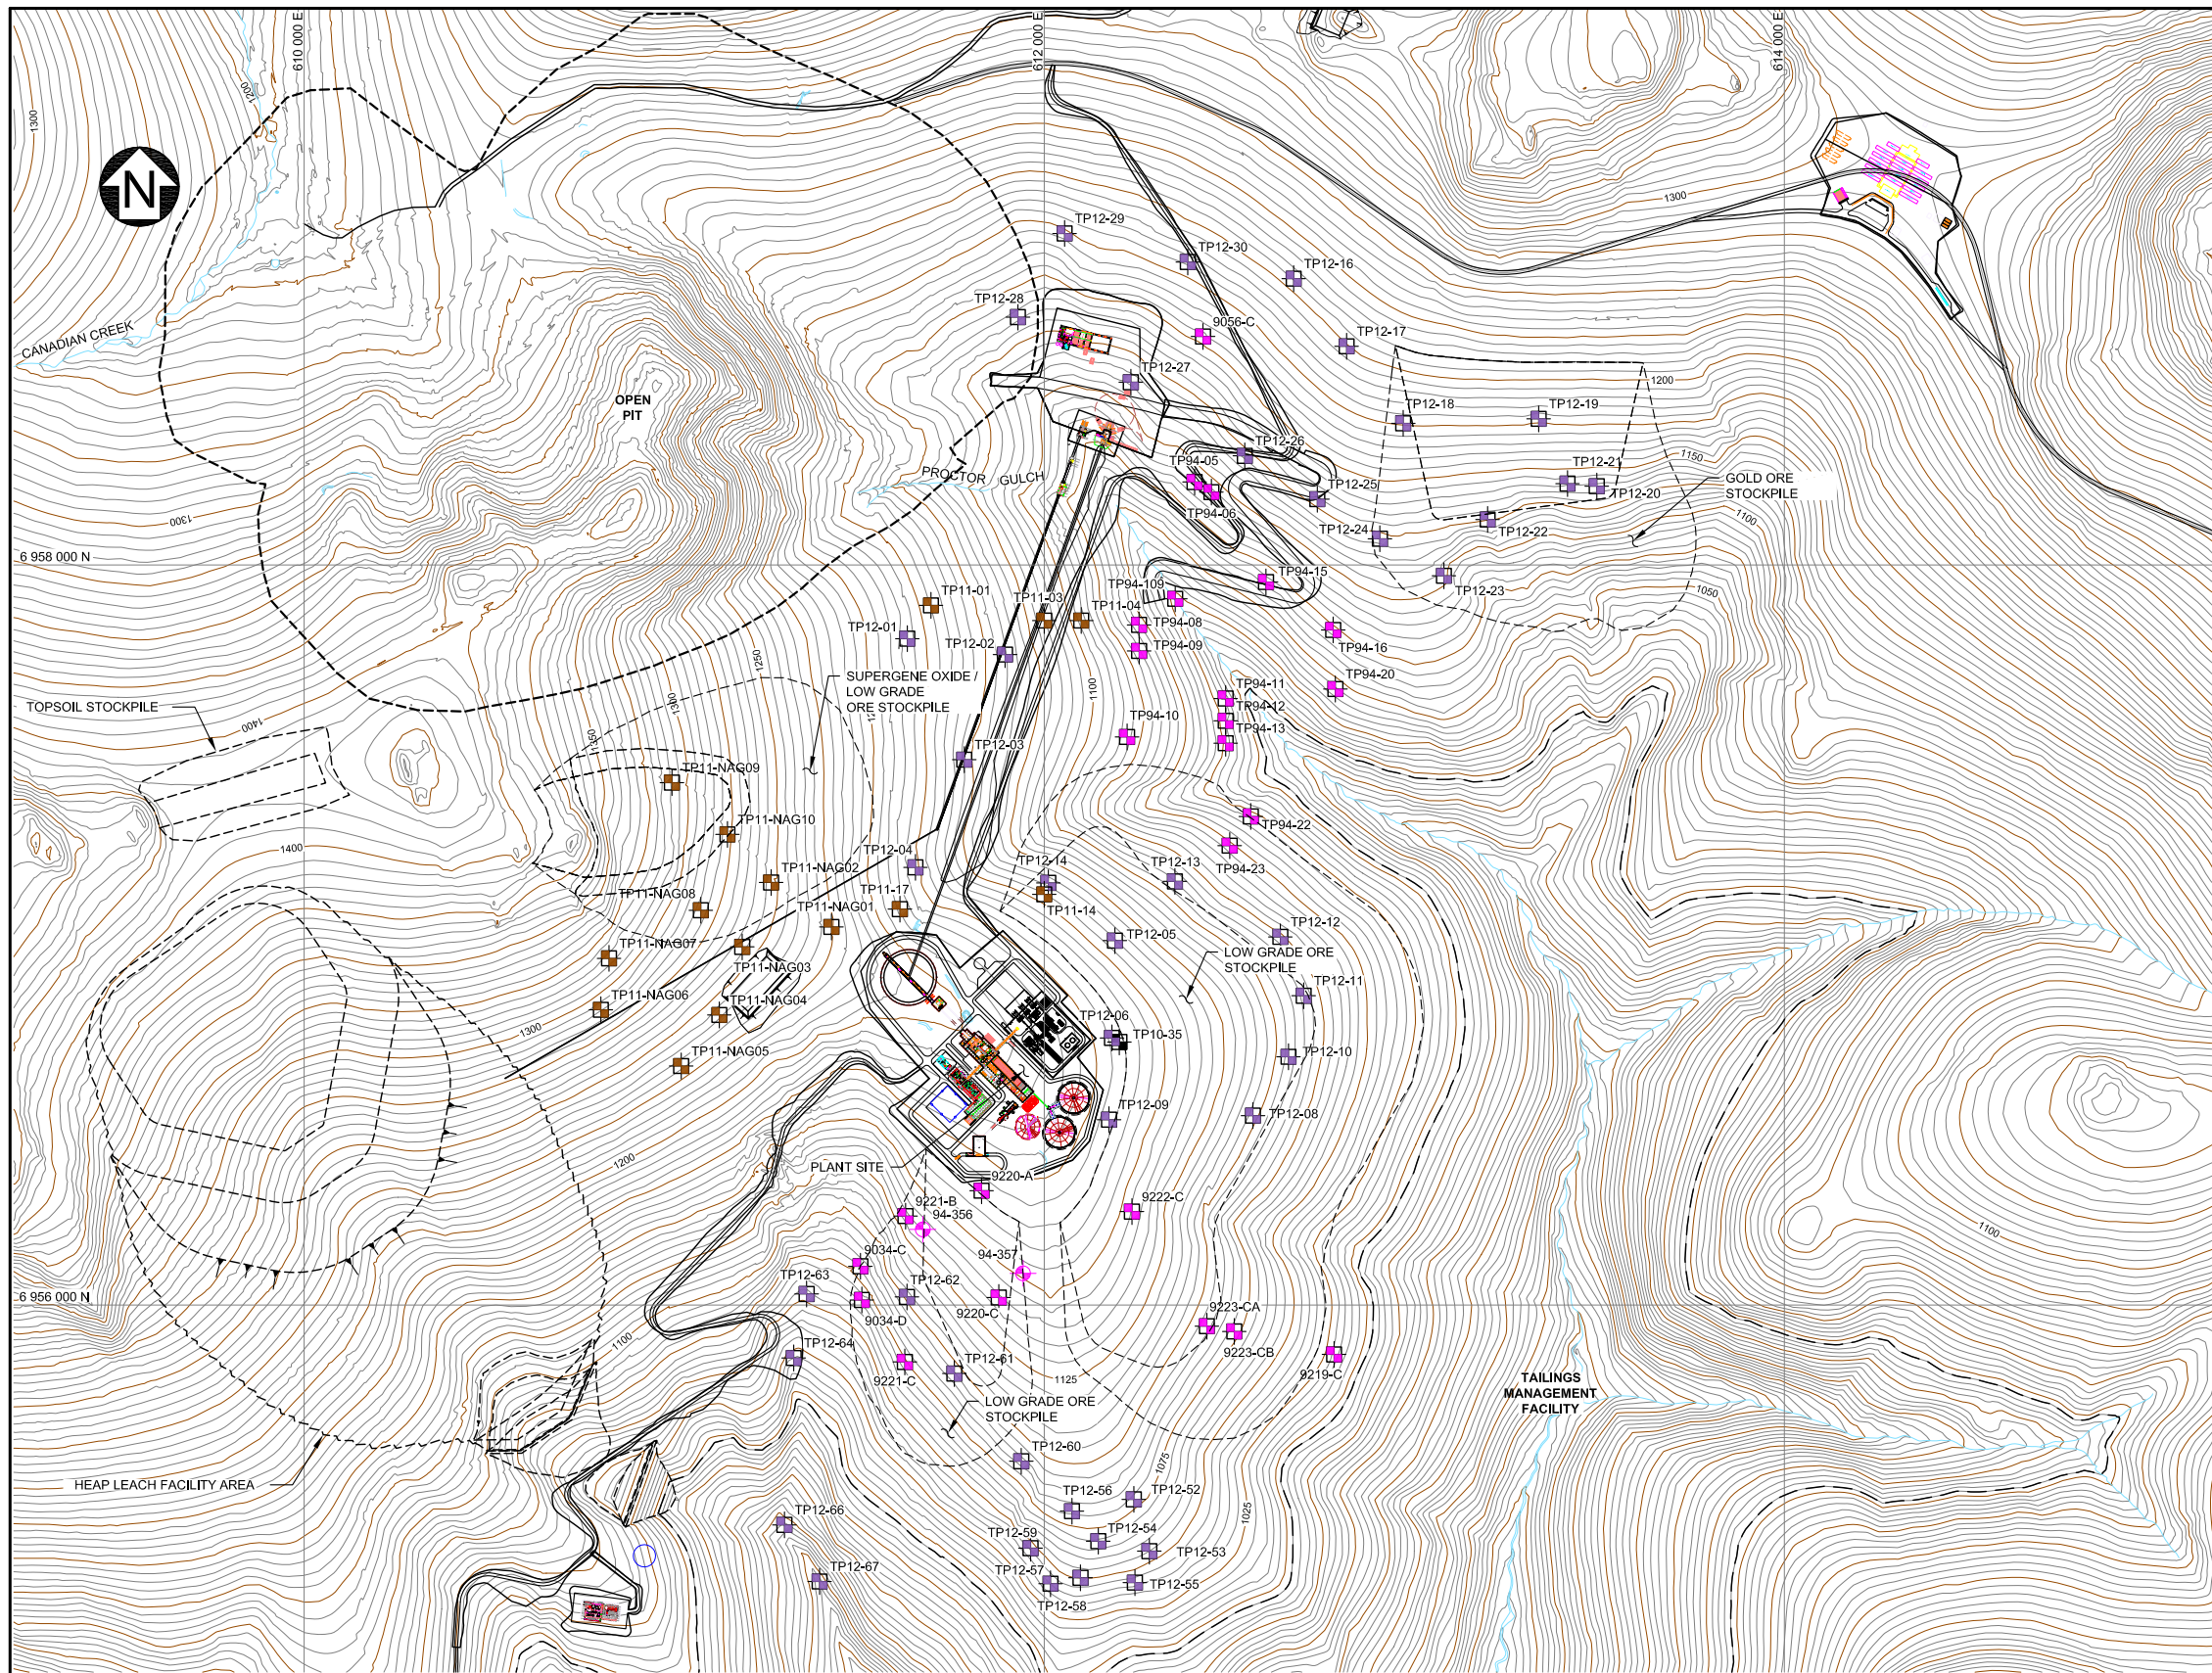 610 000 E
612 000 E
614 000 E
1200
1300
N
1300
TP12-29
TP12-30
TP12-16
TP12-28
9056-C
TP12-17
CANADIAN CREEK
TP12-27
1200
OPEN
PIT
TP12-18
TP12-19
TP12-26
TP94-05
TP12-21
1150
PROCTOR GULCH
TP12-25
TP12-20
GOLD ORE
STOCKPILE
TP94-06
1100
1300
TP12-24
TP12-22
6 958 000 N
TP94-15
TP94-109
TP12-23
1050
TP11-01
TP11-03
TP11-04
TP12-01
TP94-08
TP12-02
TP94-09
TP94-16
1250
SUPERGENE OXIDE /
LOW GRADE
ORE STOCKPILE
1100
TP94-20
TP94-11
1300
TOPSOIL STOCKPILE
TP94-12
1400
TP94-10
TP94-13
1350
TP12-03
TP11-NAG09
TP11-NAG10
TP94-22
1400
TP12-04
TP12-14
TP12-13
TP94-23
TP11-NAG02
TP11-NAG08
TP11-17
TP11-NAG01
TP11-14
TP12-12
TP11-NAG07
TP12-05
LOW GRADE ORE
STOCKPILE
TP11-NAG03
TP12-11
TP11-NAG06
TP11-NAG04
1300
TP12-06
TP10-35
TP12-10
TP11-NAG05
TP12-09
TP12-08
1200
PLANT SITE
9220-A
9221-B
9222-C
94-356
1100
9034-C
94-357
TP12-63
TP12-62
6 956 000 N
9220-C
9223-CA
9034-D
1100
TP12-64
9223-CB
TP12-61
9221-C
1125
9219-C
TAILINGS
MANAGEMENT
FACILITY
LOW GRADE ORE
STOCKPILE
TP12-60
1075
HEAP LEACH FACILITY AREA
TP12-56
TP12-52
1025
TP12-66
TP12-59
TP12-54
TP12-53
TP12-67
TP12-57
TP12-55
TP12-58